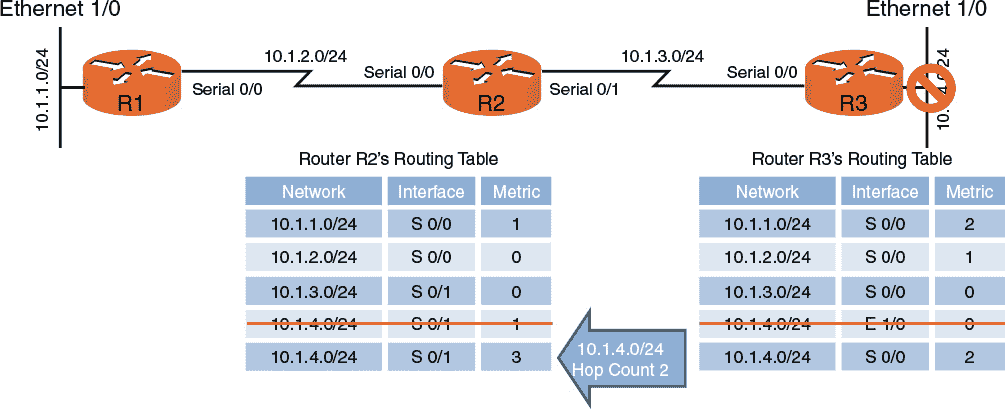 Ethernet 1/0
Ethernet 1/0
10.1.1.0/24
R1
Serial 0/0
10.1.2.0/24
Serial 0/0
R2
Serial 0/1
10.1.3.0/24
Serial 0/0
R3
Router R2's Routing Table
Network Interface Metric
10.1.1.0/24 S 0/0 1
10.1.2.0/24 S 0/0 0
10.1.3.0/24 S 0/1 0
10.1.4.0/24 S 0/1 1
10.1.4.0/24 S 0/1 3
10.1.4.0/24
Hop Count 2
Router R3's Routing Table
Network Interface Metric
10.1.1.0/24 S 0/0 2
10.1.2.0/24 S 0/0 1
10.1.3.0/24 S 0/0 0
10.1.4.0/24 E 1/0 0
10.1.4.0/24 S 0/0 2